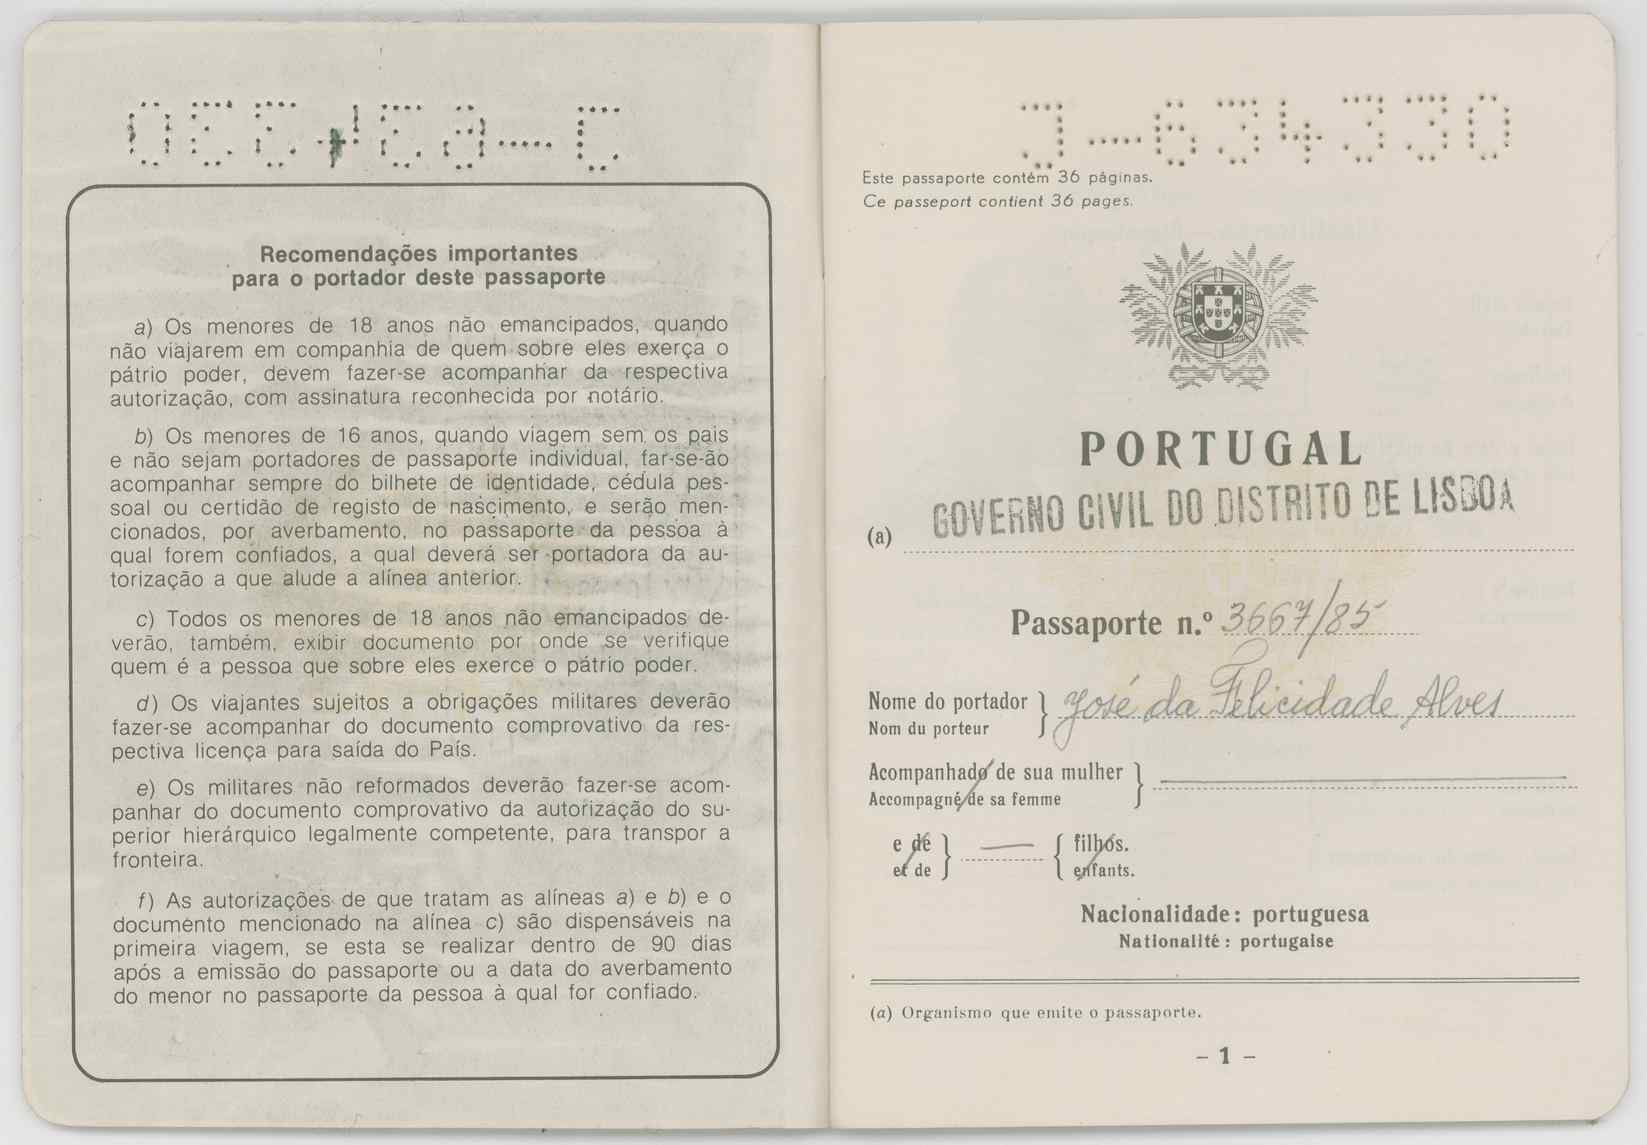 Recomendações importantes
para o portador deste passaporte
a) Os menores de 18 anos não emancipados, quando
não viajarem em companhia de quem sobre eles exerça o
pátrio poder, devem fazer-se acompanhar da respectiva
autorização, com assinatura reconhecida por notário.
b) Os menores de 16 anos, quando viagem sem os pais
e não sejam portadores de passaporte individual, far-se-ão
acompanhar sempre do bilhete de identidade, cédula pes-
soal ou certidão de registo de nascimento, e serão men-
cionados, por averbamento, no passaporte da pessoa à
qual forem confiados, a qual deverá ser portadora da au-
torização a que alude a alínea anterior.
c) Todos os menores de 18 anos não emancipados de-
verão, também, exibir documento por onde se verifique
quem é a pessoa que sobre eles exerce o pátrio poder.
d) Os viajantes sujeitos a obrigações militares deverão
fazer-se acompanhar do documento comprovativo da res-
pectiva licença para saída do País.
e) Os militares não reformados deverão fazer-se acom-
panhar do documento comprovativo da autorização do su-
perior hierárquico legalmente competente, para transpor a
fronteira.
f) As autorizações de que tratam as alíneas a) e b) e o
documento mencionado na alínea c) são dispensáveis na
primeira viagem, se esta se realizar dentro de 90 dias
após a emissão do passaporte ou a data do averbamento
do menor no passaporte da pessoa à qual for confiado.
J-634330
Este passaporte contém 36 páginas.
Ce passeport contient 36 pages.
PORTUGAL
(a) GOVERNO CIVIL DO DISTRITO DE LISBOA
Passaporte n.º 3667/85
Nome do portador } José da Felicidade Alves
Nom du porteur
Acompanhado de sua mulher }
Accompagné de sa femme
e de } — { filhos.
et de enfants.
Nacionalidade: portuguesa
Nationalité: portugaise
(a) Organismo que emite o passaporte.
– 1 –